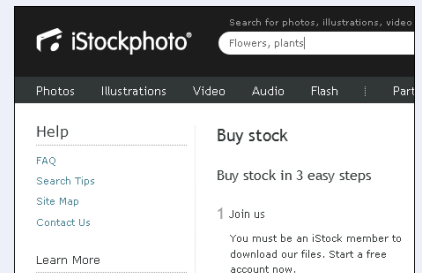 Search for photos, illustrations, video
iStockphoto®
Flowers, plants
Photos Illustrations Video Audio Flash Part
Help
FAQ
Search Tips
Site Map
Contact Us
Learn More
Buy stock
Buy stock in 3 easy steps
1 Join us
You must be an iStock member to
download our files. Start a free
account now.